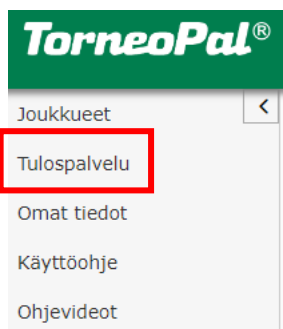 TorneoPal®
Joukkueet
Tulospalvelu
Omat tiedot
Käyttöohje
Ohjevideot